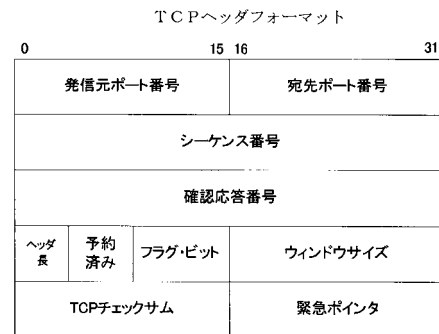 TCPヘッダフォーマット
0 15 16 31
発信元ポート番号 宛先ポート番号
シーケンス番号
確認応答番号
ヘッダ長 予約済み フラグ・ビット ウィンドウサイズ
TCPチェックサム 緊急ポインタ